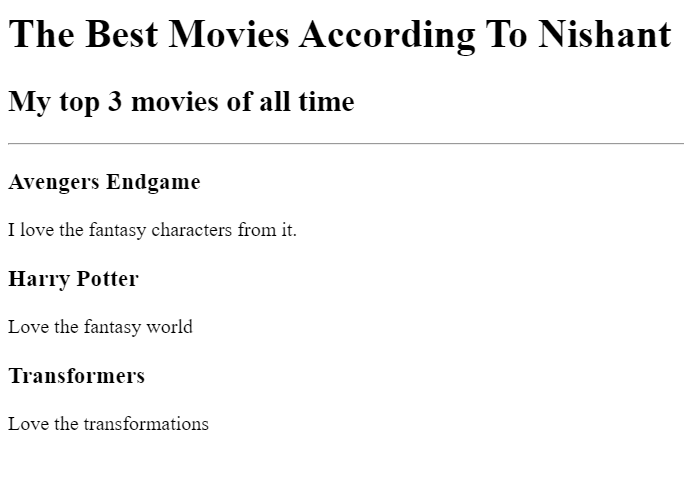 The Best Movies According To Nishant
My top 3 movies of all time
Avengers Endgame
I love the fantasy characters from it.
Harry Potter
Love the fantasy world
Transformers
Love the transformations